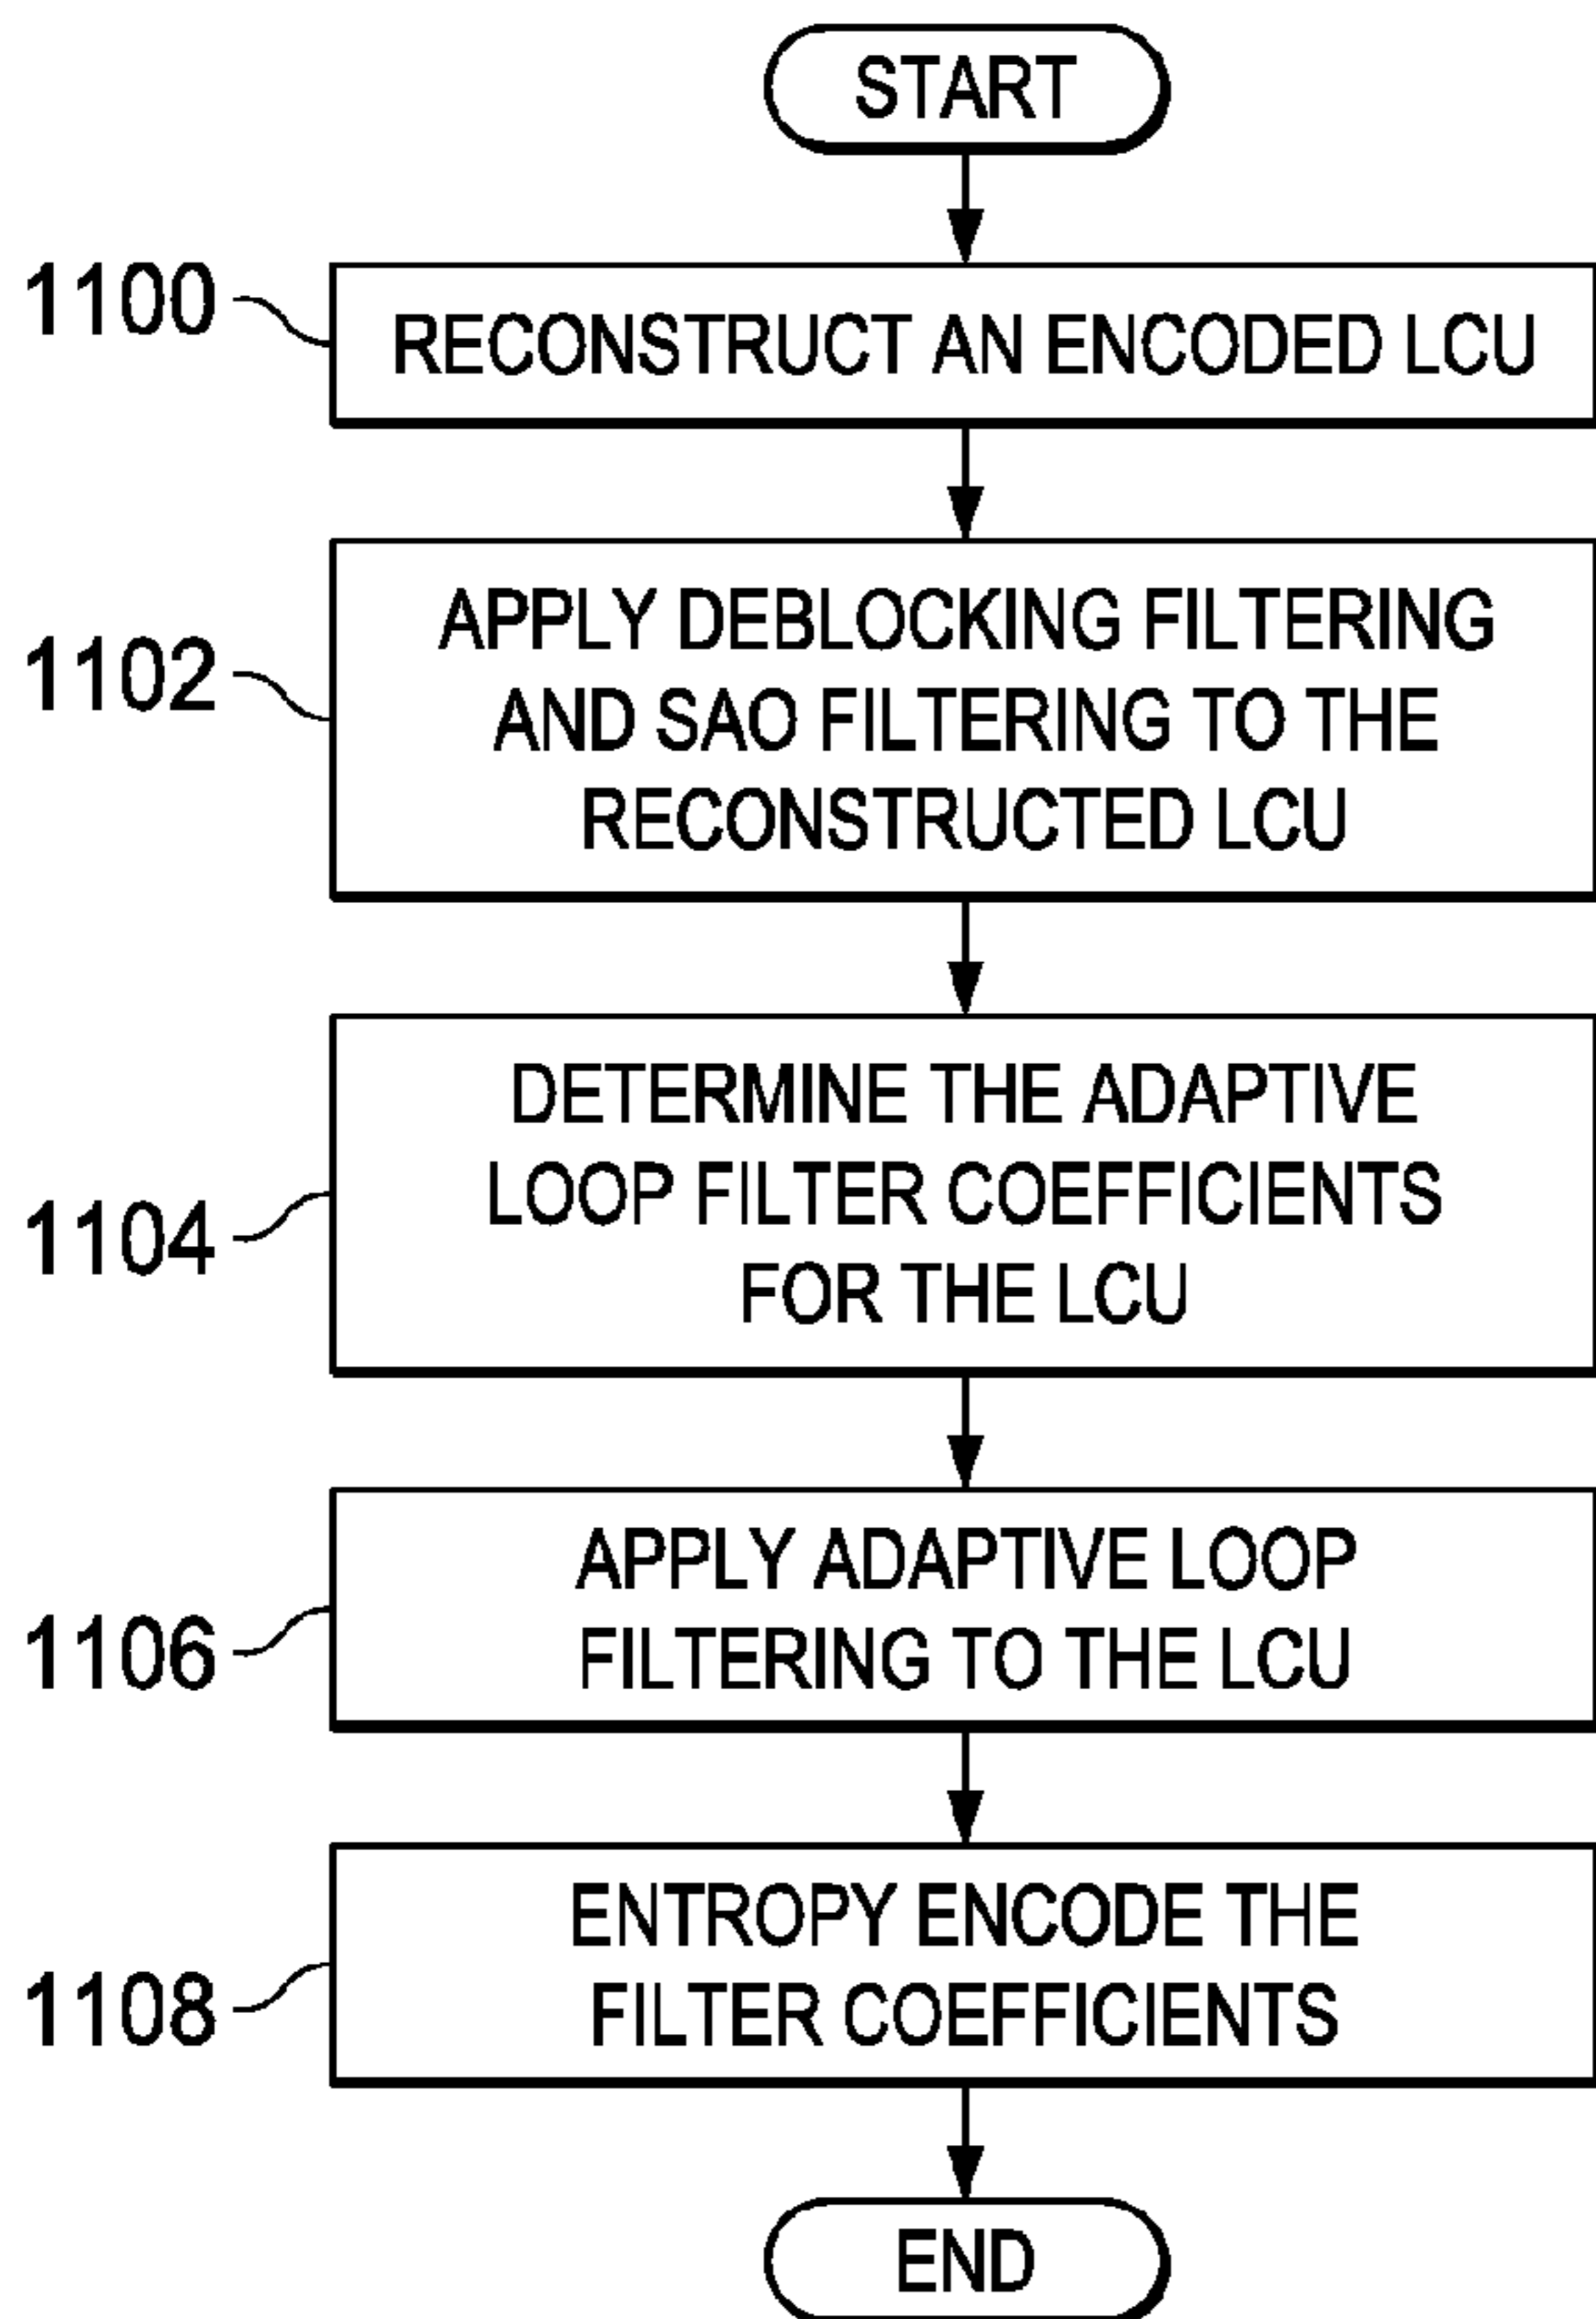 START
1100
RECONSTRUCT AN ENCODED LCU
1102
APPLY DEBLOCKING FILTERING
AND SAO FILTERING TO THE
RECONSTRUCTED LCU
1104
DETERMINE THE ADAPTIVE
LOOP FILTER COEFFICIENTS
FOR THE LCU
1106
APPLY ADAPTIVE LOOP
FILTERING TO THE LCU
1108
ENTROPY ENCODE THE
FILTER COEFFICIENTS
END